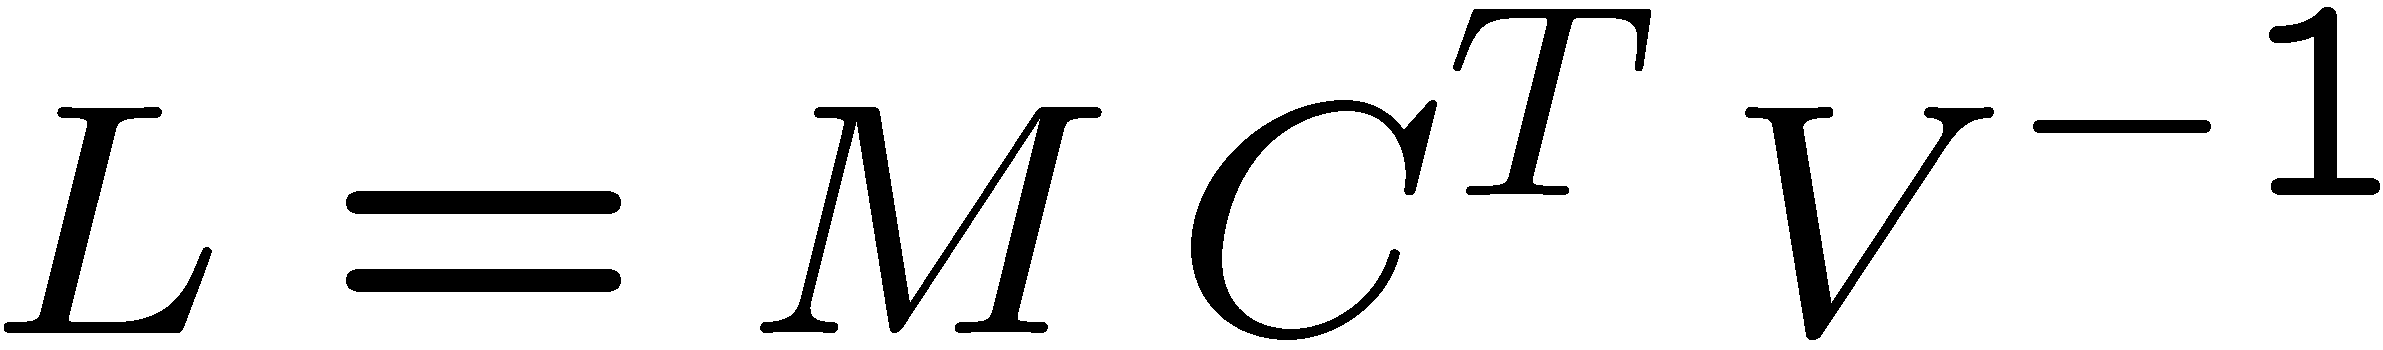 L = M C^T V^{-1}